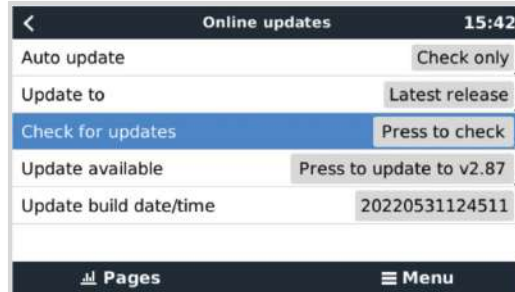 Online updates 15:42
Auto update Check only
Update to Latest release
Check for updates Press to check
Update available Press to update to v2.87
Update build date/time 20220531124511
Pages Menu